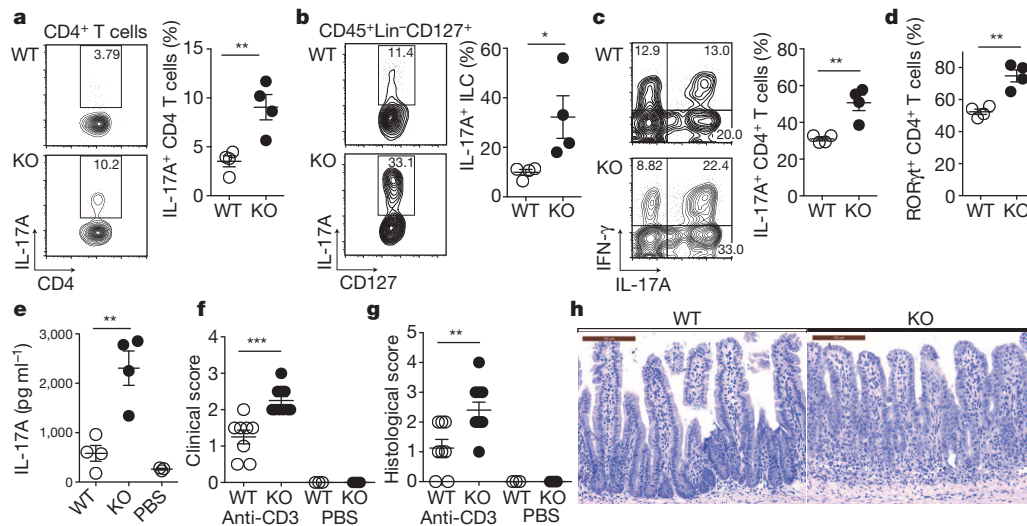 a
CD4+ T cells
WT
3.79
KO
10.2
IL-17A
CD4
IL-17A+ CD4 T cells (%)
15
10
5
0
**
WT KO
b
CD45+Lin–CD127+
WT
11.4
KO
33.1
IL-17A
CD127
IL-17A+ ILC (%)
60
40
20
0
*
WT KO
c
WT
12.9 13.0
20.0
KO
8.82 22.4
33.0
IFN-γ
IL-17A
IL-17A+ CD4+ T cells (%)
80
60
40
20
0
**
WT KO
d
RORγt+ CD4+ T cells (%)
80
60
40
20
0
**
WT KO
e
IL-17A (pg ml–1)
3,000
2,000
1,000
0
**
WT KO PBS
f
Clinical score
4
3
2
1
0
***
WT KO WT KO
Anti-CD3 PBS
g
Histological score
5
4
3
2
1
0
**
WT KO WT KO
Anti-CD3 PBS
h
WT KO